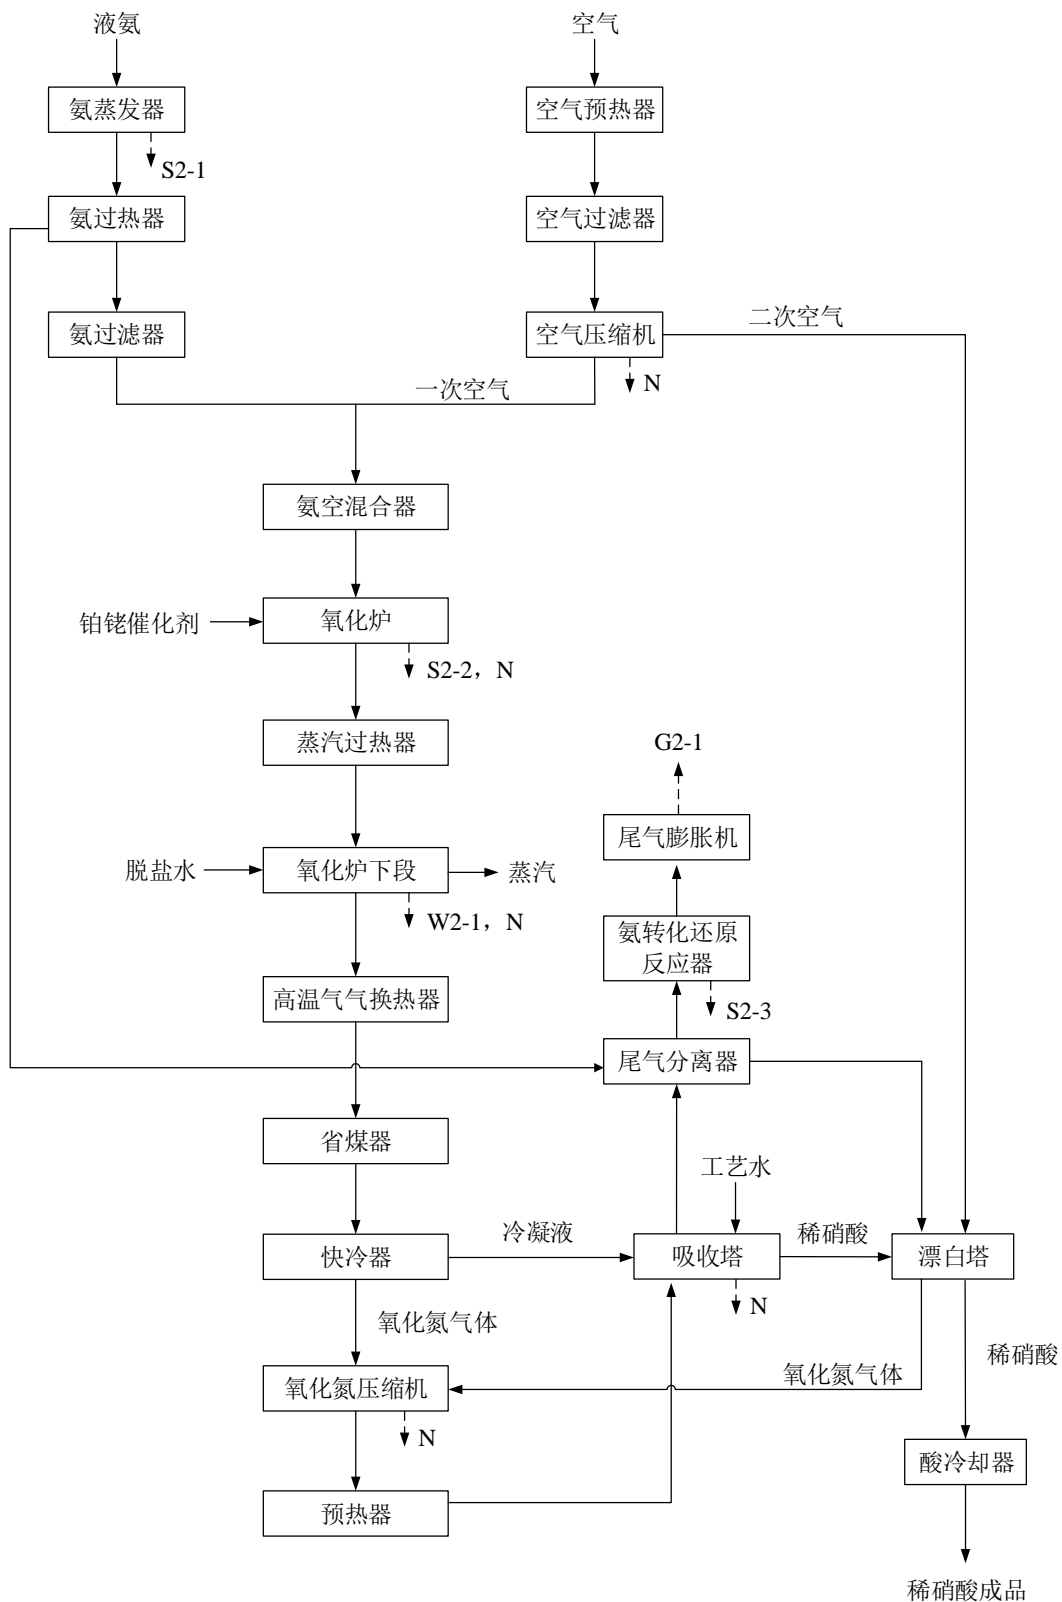 液氨
空气
氨蒸发器
空气预热器
S2-1
氨过热器
空气过滤器
氨过滤器
空气压缩机
二次空气
N
一次空气
氨空混合器
铂铑催化剂
氧化炉
S2-2，N
蒸汽过热器
G2-1
尾气膨胀机
脱盐水
氧化炉下段
蒸汽
W2-1，N
氨转化还原
反应器
高温气气换热器
S2-3
尾气分离器
省煤器
工艺水
快冷器
冷凝液
吸收塔
稀硝酸
漂白塔
N
氧化氮气体
稀硝酸
氧化氮压缩机
氧化氮气体
N
酸冷却器
预热器
稀硝酸成品